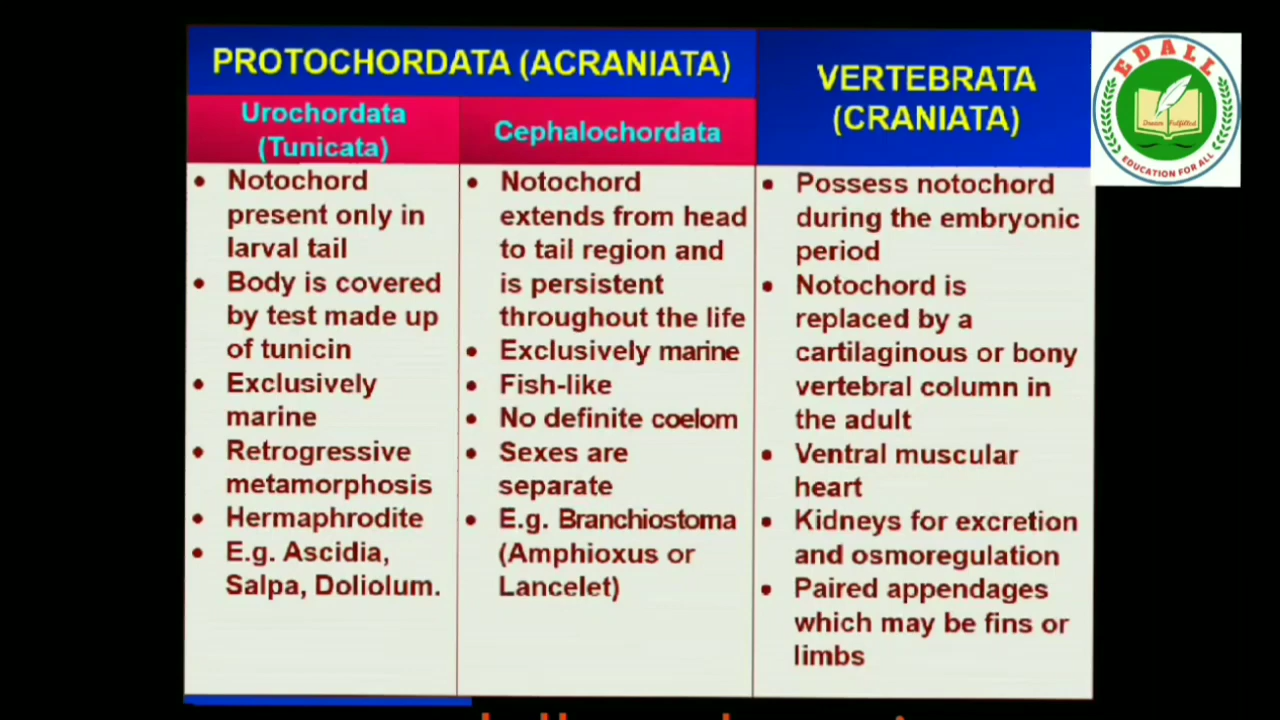 PROTOCHORDATA (ACRANIATA)
VERTEBRATA
(CRANIATA)
Urochordata
(Tunicata)
Cephalochordata
• Notochord
present only in
larval tail
• Body is covered
by test made up
of tunicin
• Exclusively
marine
• Retrogressive
metamorphosis
• Hermaphrodite
• E.g. Ascidia,
Salpa, Doliolum.
• Notochord
extends from head
to tail region and
is persistent
throughout the life
• Exclusively marine
• Fish-like
• No definite coelom
• Sexes are
separate
• E.g. Branchiostoma
(Amphioxus or
Lancelet)
• Possess notochord
during the embryonic
period
• Notochord is
replaced by a
cartilaginous or bony
vertebral column in
the adult
• Ventral muscular
heart
• Kidneys for excretion
and osmoregulation
• Paired appendages
which may be fins or
limbs
EDALL
Dream Fulfilled
EDUCATION FOR ALL